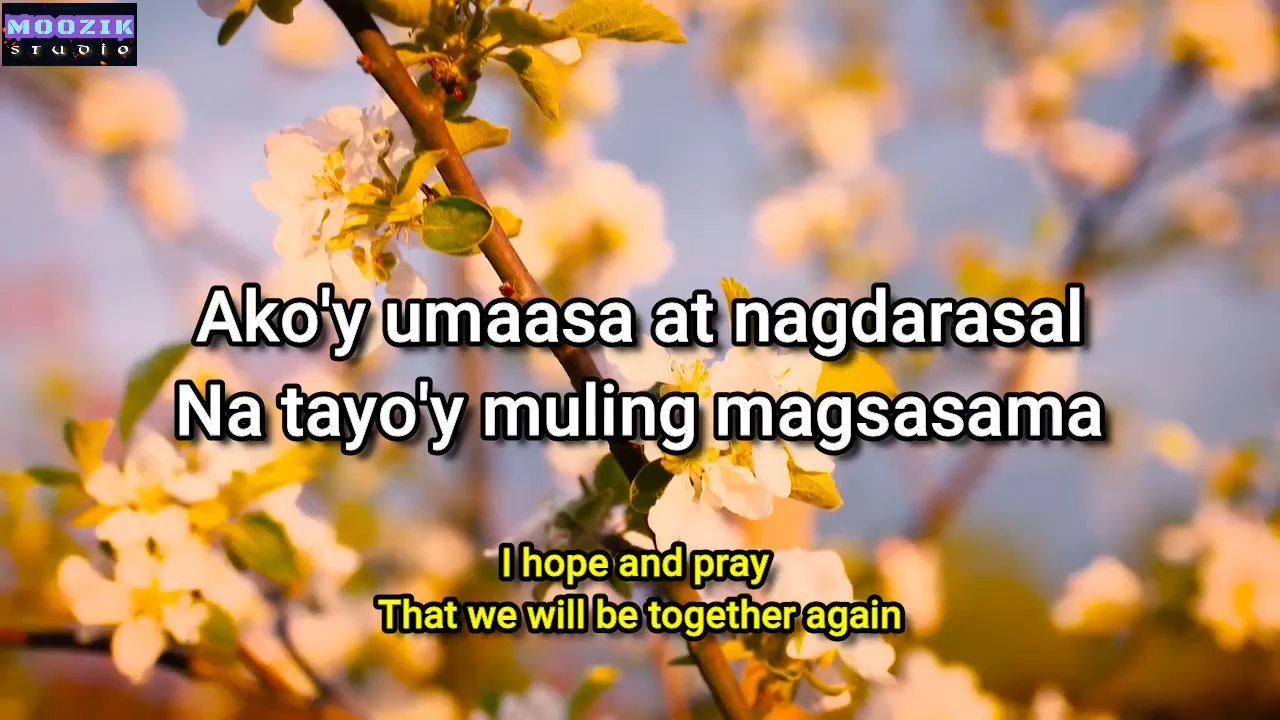 MOOZIK
STUDIO
Ako'y umaasa at nagdarasal
Na tayo'y muling magsasama
I hope and pray
That we will be together again